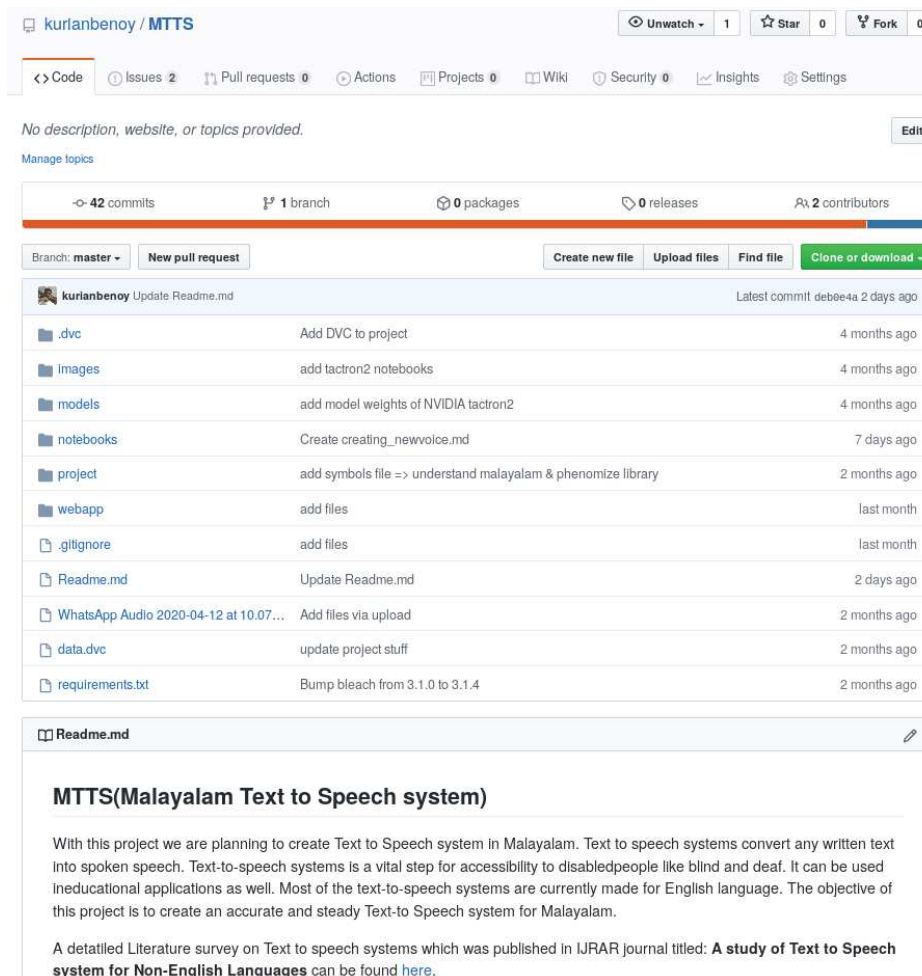 kurianbenoy / MTTS
Unwatch 1 Star 0 Fork 0
Code Issues 2 Pull requests 0 Actions Projects 0 Wiki Security 0 Insights Settings
No description, website, or topics provided.
Edit
Manage topics
42 commits 1 branch 0 packages 0 releases 2 contributors
Branch: master New pull request Create new file Upload files Find file Clone or download
kurianbenoy Update Readme.md Latest commit deb0e4a 2 days ago
.dvc Add DVC to project 4 months ago
images add tactron2 notebooks 4 months ago
models add model weights of NVIDIA tactron2 4 months ago
notebooks Create creating_newvoice.md 7 days ago
project add symbols file => understand malayalam & phenomize library 2 months ago
webapp add files last month
.gitignore add files last month
Readme.md Update Readme.md 2 days ago
WhatsApp Audio 2020-04-12 at 10.07... Add files via upload 2 months ago
data.dvc update project stuff 2 months ago
requirements.txt Bump bleach from 3.1.0 to 3.1.4 2 months ago
Readme.md
MTTS(Malayalam Text to Speech system)
With this project we are planning to create Text to Speech system in Malayalam. Text to speech systems convert any written text
into spoken speech. Text-to-speech systems is a vital step for accessibility to disabledpeople like blind and deaf. It can be used
ineducational applications as well. Most of the text-to-speech systems are currently made for English language. The objective of
this project is to create an accurate and steady Text-to Speech system for Malayalam.
A detatiled Literature survey on Text to speech systems which was published in IJRAR journal titled: A study of Text to Speech
system for Non-English Languages can be found here.